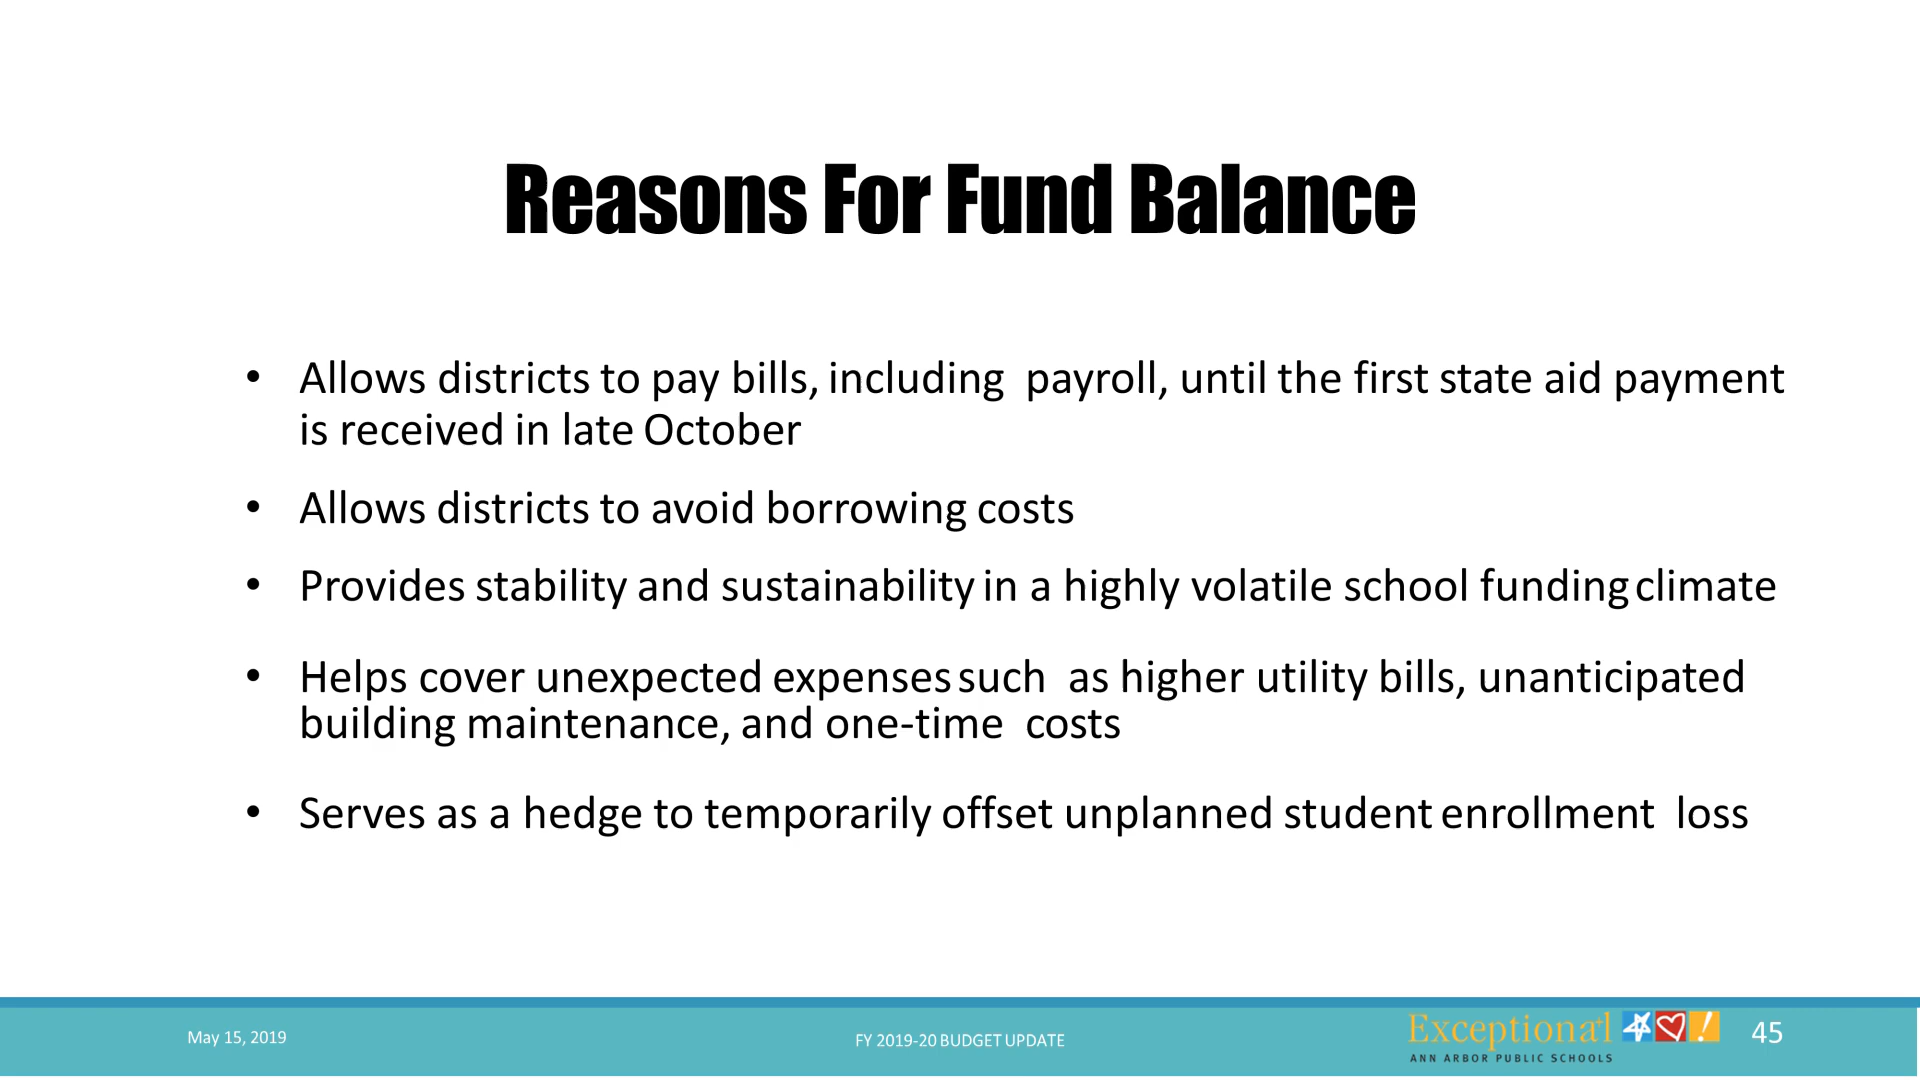 Reasons For Fund Balance
• Allows districts to pay bills, including payroll, until the first state aid payment
is received in late October
• Allows districts to avoid borrowing costs
• Provides stability and sustainability in a highly volatile school funding climate
• Helps cover unexpected expenses such as higher utility bills, unanticipated
building maintenance, and one-time costs
• Serves as a hedge to temporarily offset unplanned student enrollment loss
May 15, 2019
FY 2019-20 BUDGET UPDATE
Exceptional
ANN ARBOR PUBLIC SCHOOLS
45